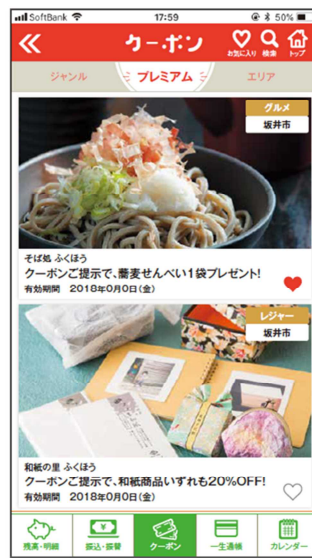 SoftBank 17:59 50%
クーポン
お気に入り 検索 トップ
ジャンル プレミアム エリア
グルメ
坂井市
そば処 ふくほう
クーポンご提示で、蕎麦せんべい1袋プレゼント!
有効期間 2018年0月0日(金)
レジャー
坂井市
和紙の里 ふくほう
クーポンご提示で、和紙商品いずれも20%OFF!
有効期間 2018年0月0日(金)
残高・明細 振込・振替 クーポン 一生通帳 カレンダー